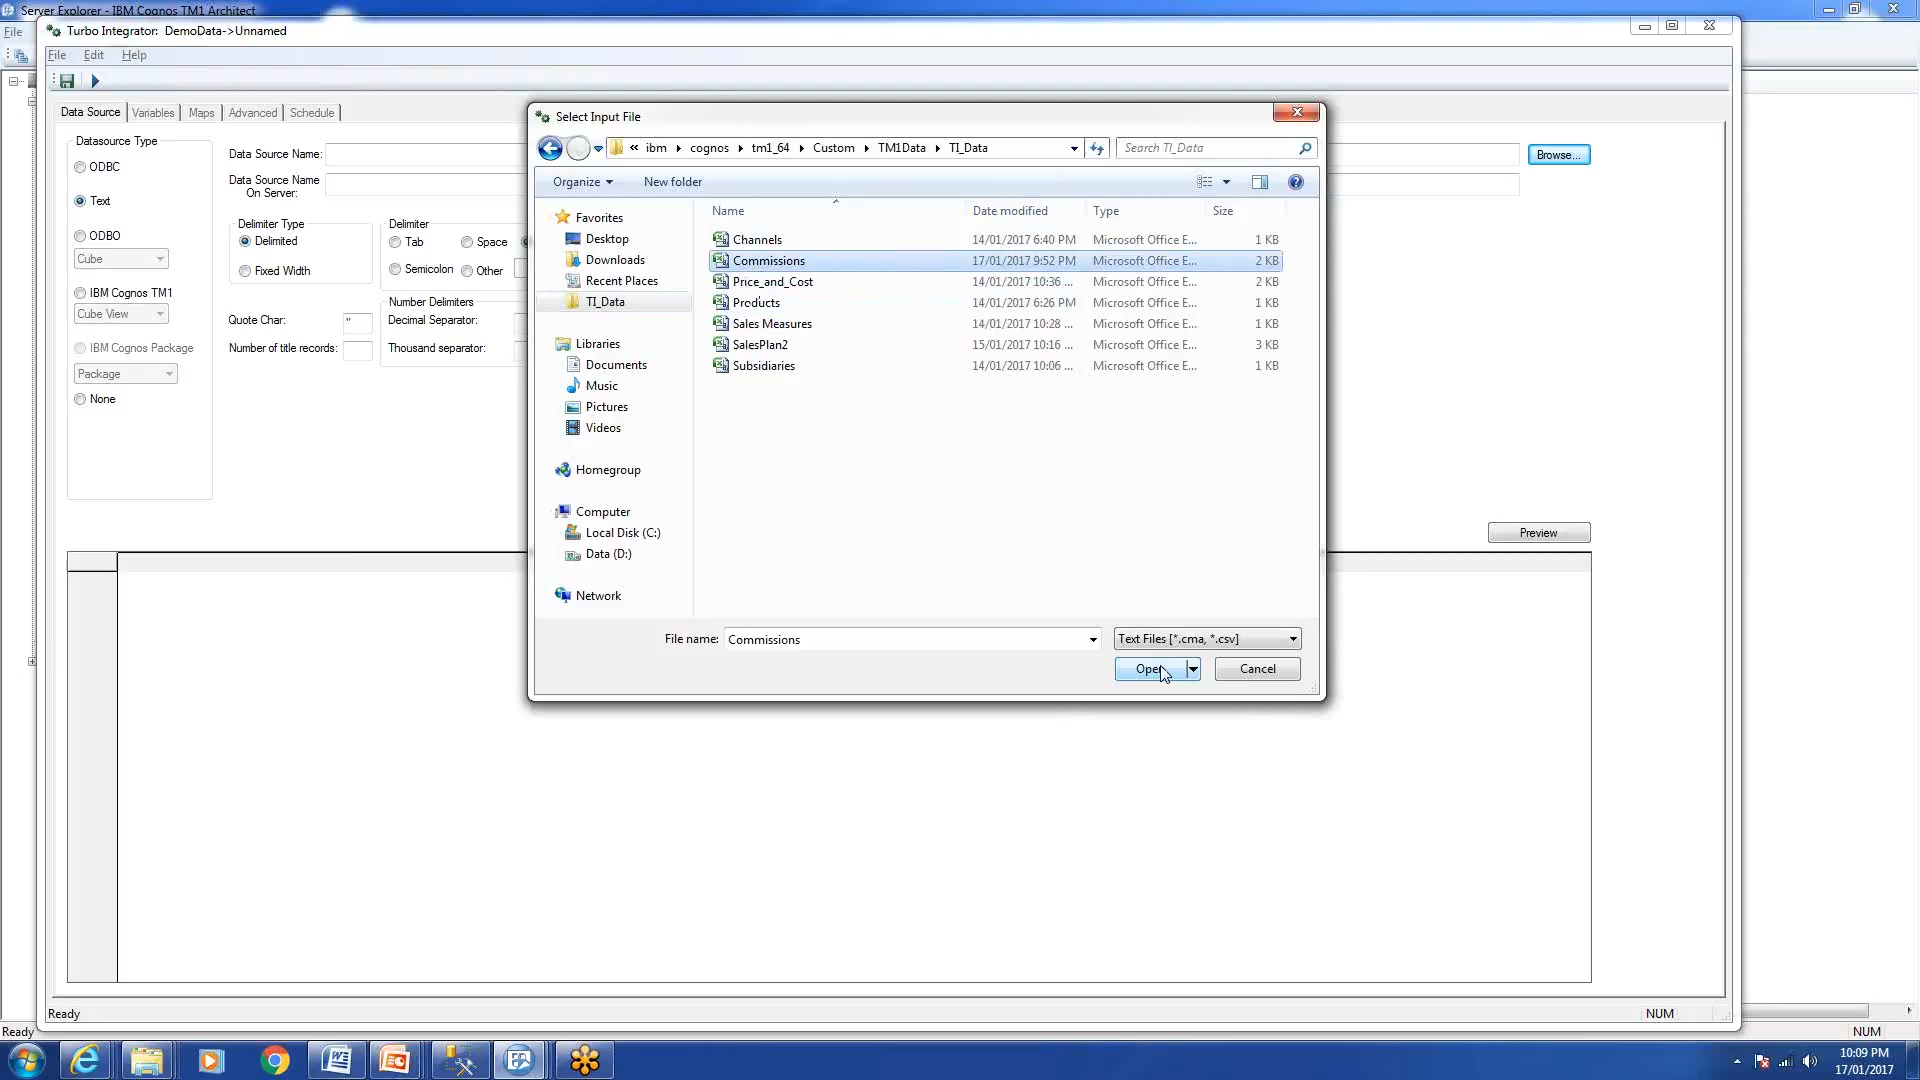 Server Explorer - IBM Cognos TM1 Architect
File
Turbo Integrator: DemoData->Unnamed
File Edit Help
Data Source Variables Maps Advanced Schedule
Datasource Type
ODBC
Text
ODBO
Cube
IBM Cognos TM1
Cube View
IBM Cognos Package
Package
None
Data Source Name:
Data Source Name
On Server:
Browse...
Delimiter Type
Delimited
Fixed Width
Delimiter
Tab Space
Semicolon Other
Quote Char: "
Number of title records:
Number Delimiters
Decimal Separator:
Thousand separator:
Preview
Select Input File
« ibm cognos tm1_64 Custom TM1Data TI_Data
Search TI_Data
Organize New folder
Favorites
Desktop
Downloads
Recent Places
TI_Data
Libraries
Documents
Music
Pictures
Videos
Homegroup
Computer
Local Disk (C:)
Data (D:)
Network
Name Date modified Type Size
Channels 14/01/2017 6:40 PM Microsoft Office E... 1 KB
Commissions 17/01/2017 9:52 PM Microsoft Office E... 2 KB
Price_and_Cost 14/01/2017 10:36 ... Microsoft Office E... 2 KB
Products 14/01/2017 6:26 PM Microsoft Office E... 1 KB
Sales Measures 14/01/2017 10:28 ... Microsoft Office E... 1 KB
SalesPlan2 15/01/2017 10:16 ... Microsoft Office E... 3 KB
Subsidiaries 14/01/2017 10:06 ... Microsoft Office E... 1 KB
File name: Commissions
Text Files [*.cma, *.csv]
Open Cancel
Ready NUM
Ready NUM
10:09 PM
17/01/2017